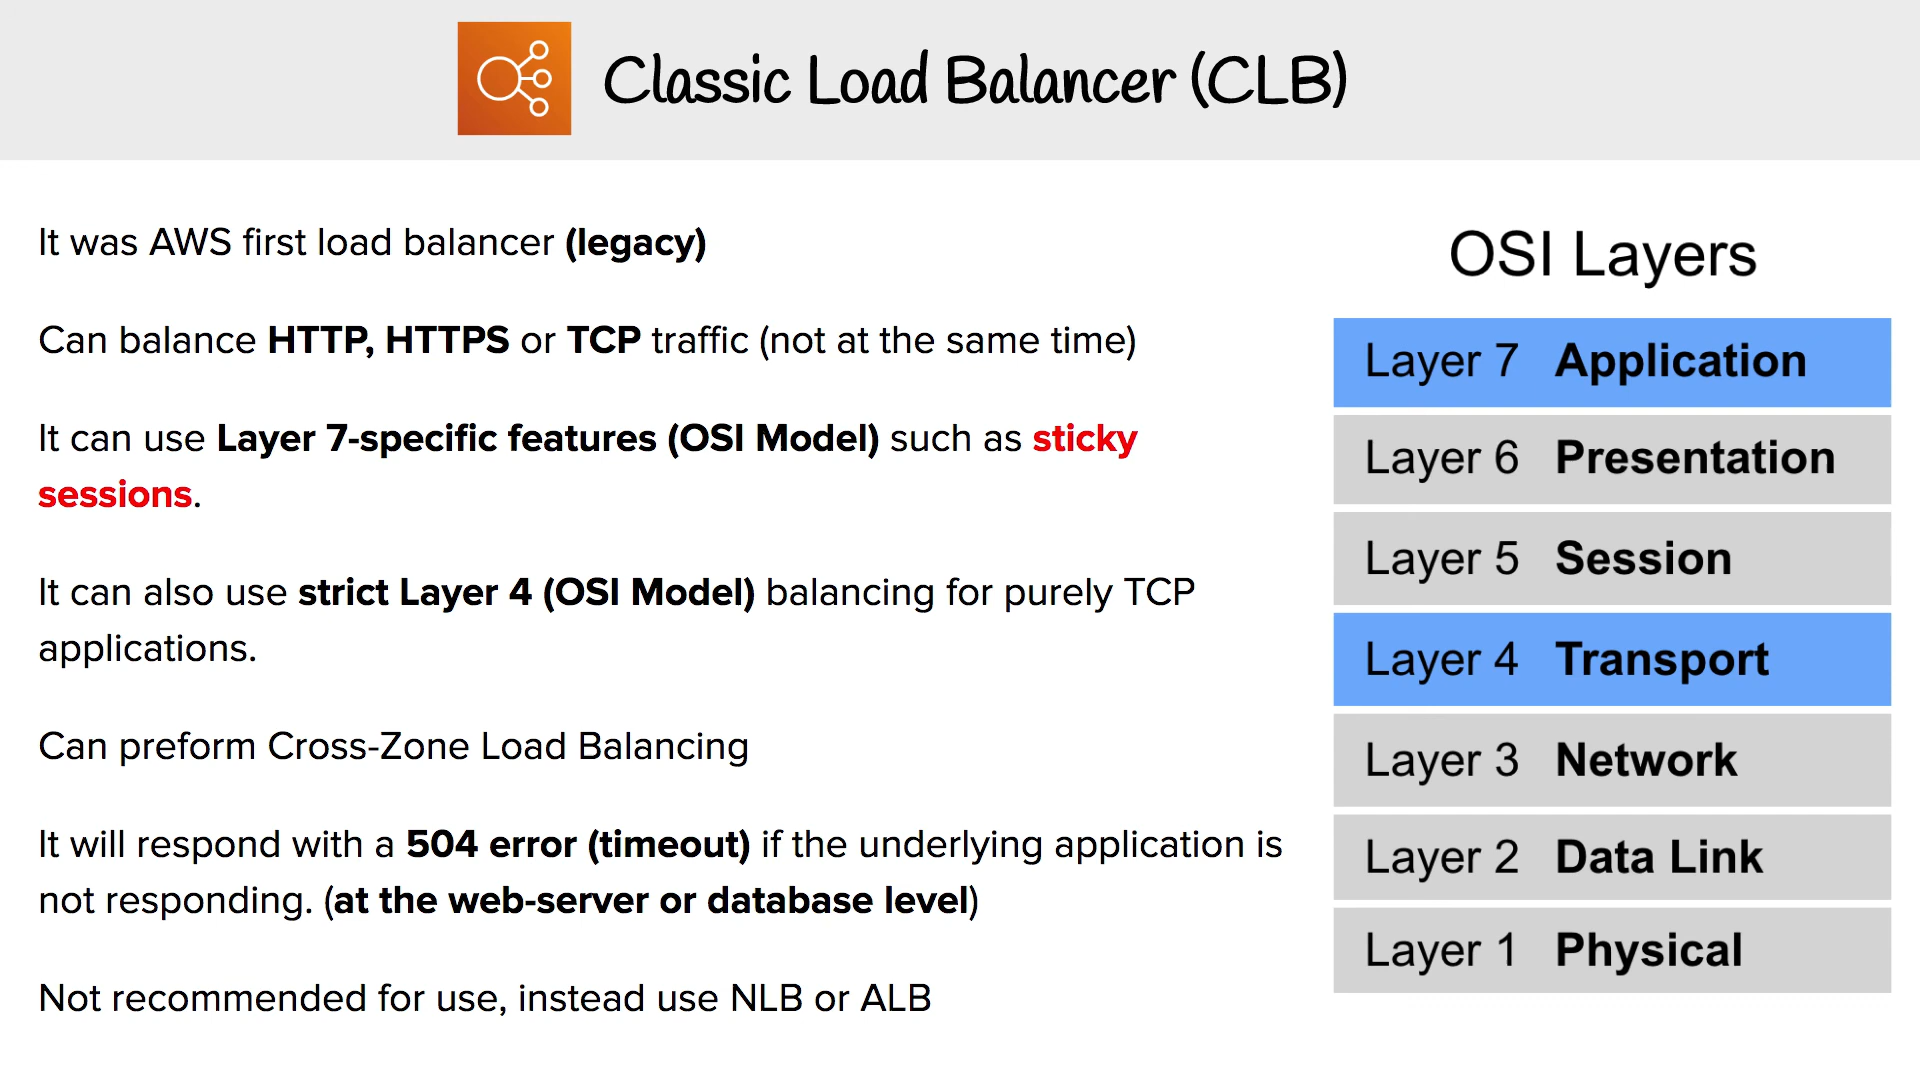 Classic Load Balancer (CLB)
It was AWS first load balancer (legacy)
Can balance HTTP, HTTPS or TCP traffic (not at the same time)
It can use Layer 7-specific features (OSI Model) such as sticky
sessions.
It can also use strict Layer 4 (OSI Model) balancing for purely TCP
applications.
Can preform Cross-Zone Load Balancing
It will respond with a 504 error (timeout) if the underlying application is
not responding. (at the web-server or database level)
Not recommended for use, instead use NLB or ALB
OSI Layers
Layer 7 Application
Layer 6 Presentation
Layer 5 Session
Layer 4 Transport
Layer 3 Network
Layer 2 Data Link
Layer 1 Physical